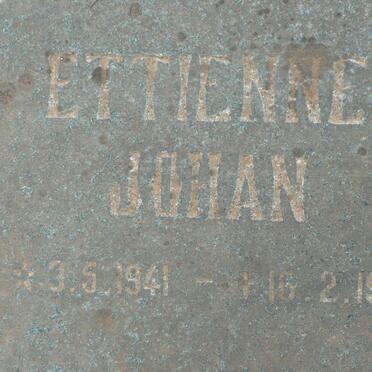 ETTIENNE
JOHAN
* 3.5.1941 - + 16.2.19